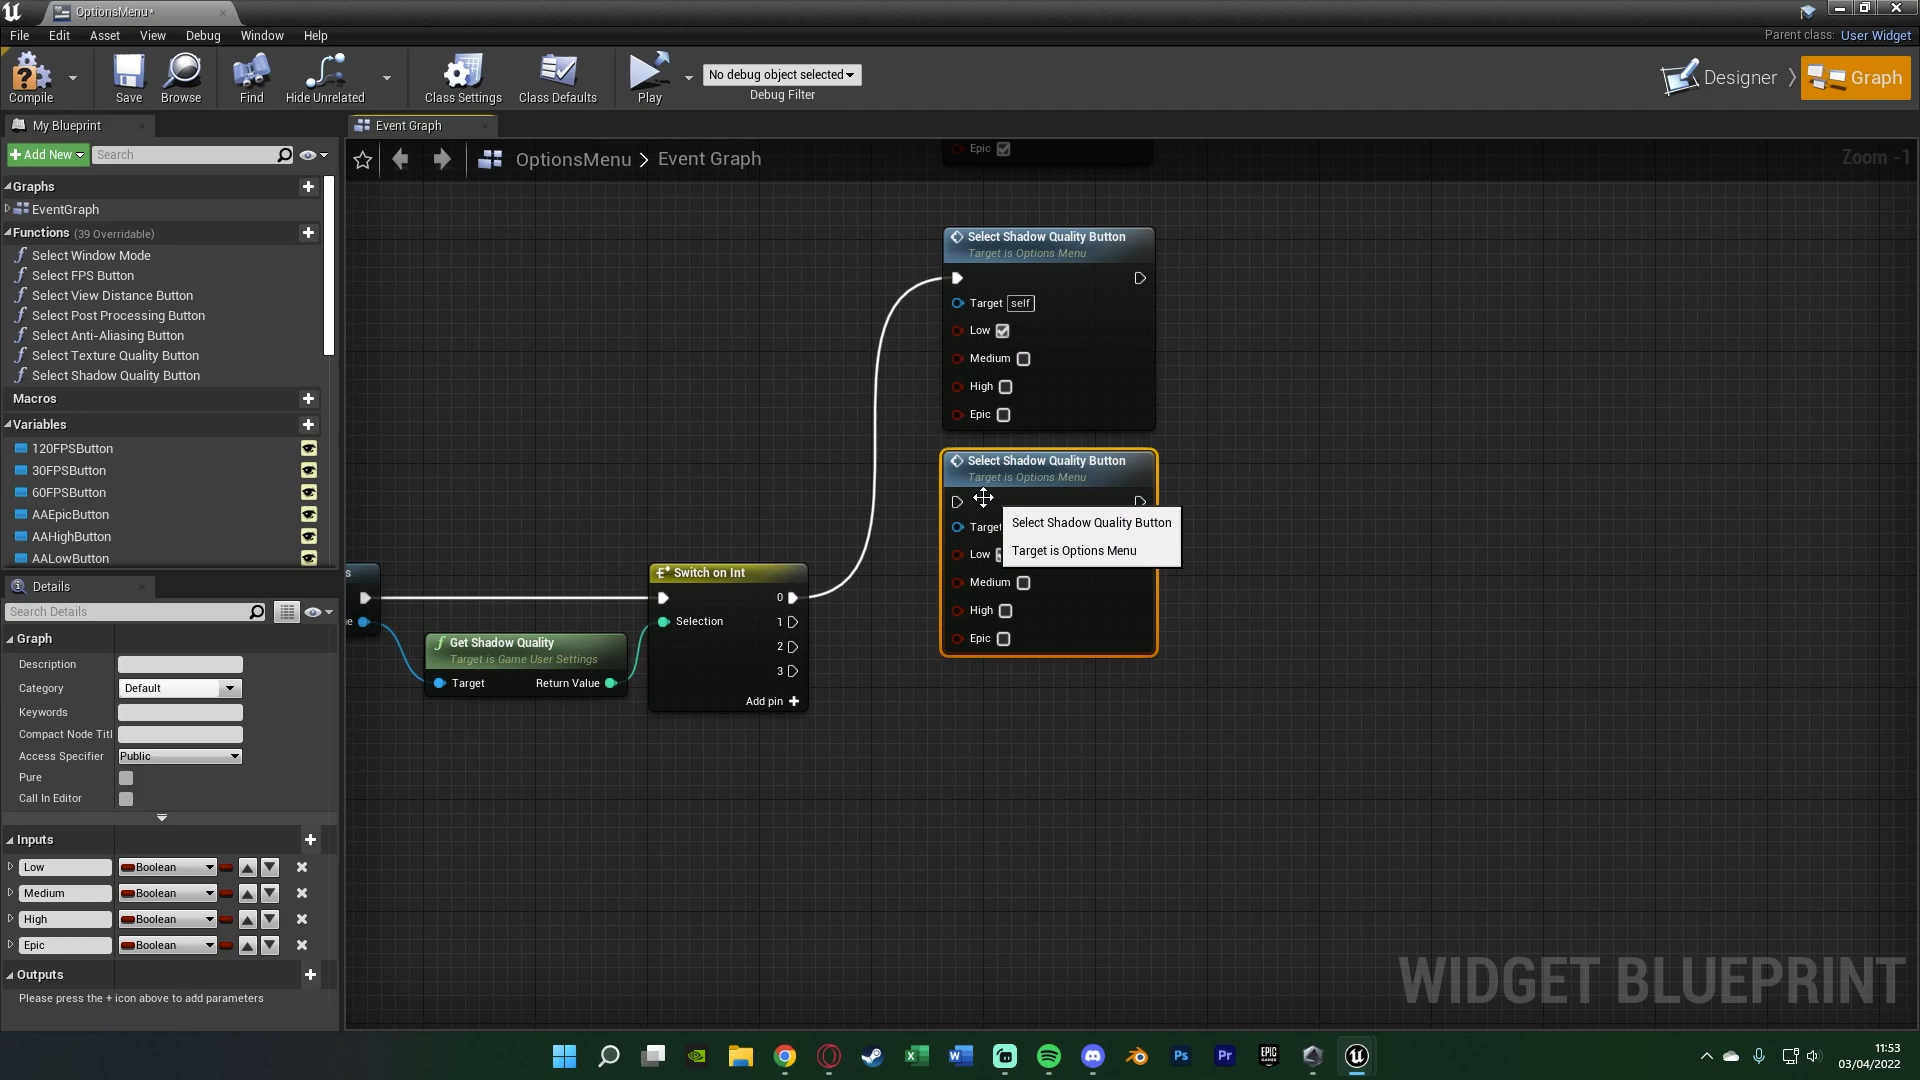 OptionsMenu*
File Edit Asset View Debug Window Help
Parent class: User Widget
Compile Save Browse Find Hide Unrelated Class Settings Class Defaults Play
No debug object selected
Debug Filter
Designer Graph
My Blueprint
Event Graph
Add New
Search
OptionsMenu > Event Graph
Zoom -1
Epic
Graphs
EventGraph
Functions (39 Overridable)
Select Window Mode
Select FPS Button
Select View Distance Button
Select Post Processing Button
Select Anti-Aliasing Button
Select Texture Quality Button
Select Shadow Quality Button
Macros
Variables
120FPSButton
30FPSButton
60FPSButton
AAEpicButton
AAHighButton
AALowButton
Select Shadow Quality Button
Target is Options Menu
Target self
Low
Medium
High
Epic
Select Shadow Quality Button
Target is Options Menu
Target
Low
Medium
High
Epic
Select Shadow Quality Button
Target is Options Menu
s
e
Get Shadow Quality
Target is Game User Settings
Target Return Value
Switch on Int
0
Selection 1
2
3
Add pin
Details
Search Details
Graph
Description
Category Default
Keywords
Compact Node Titl
Access Specifier Public
Pure
Call In Editor
Inputs
Low Boolean
Medium Boolean
High Boolean
Epic Boolean
Outputs
Please press the + icon above to add parameters
WIDGET BLUEPRINT
Ps
Pr
EPIC GAMES
11:53
03/04/2022